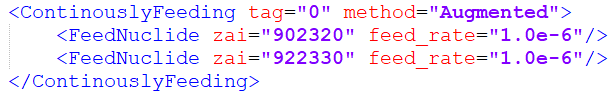 <ContinouslyFeeding tag="0" method="Augmented">
<FeedNuclide zai="902320" feed_rate="1.0e-6"/>
<FeedNuclide zai="922330" feed_rate="1.0e-6"/>
</ContinouslyFeeding>